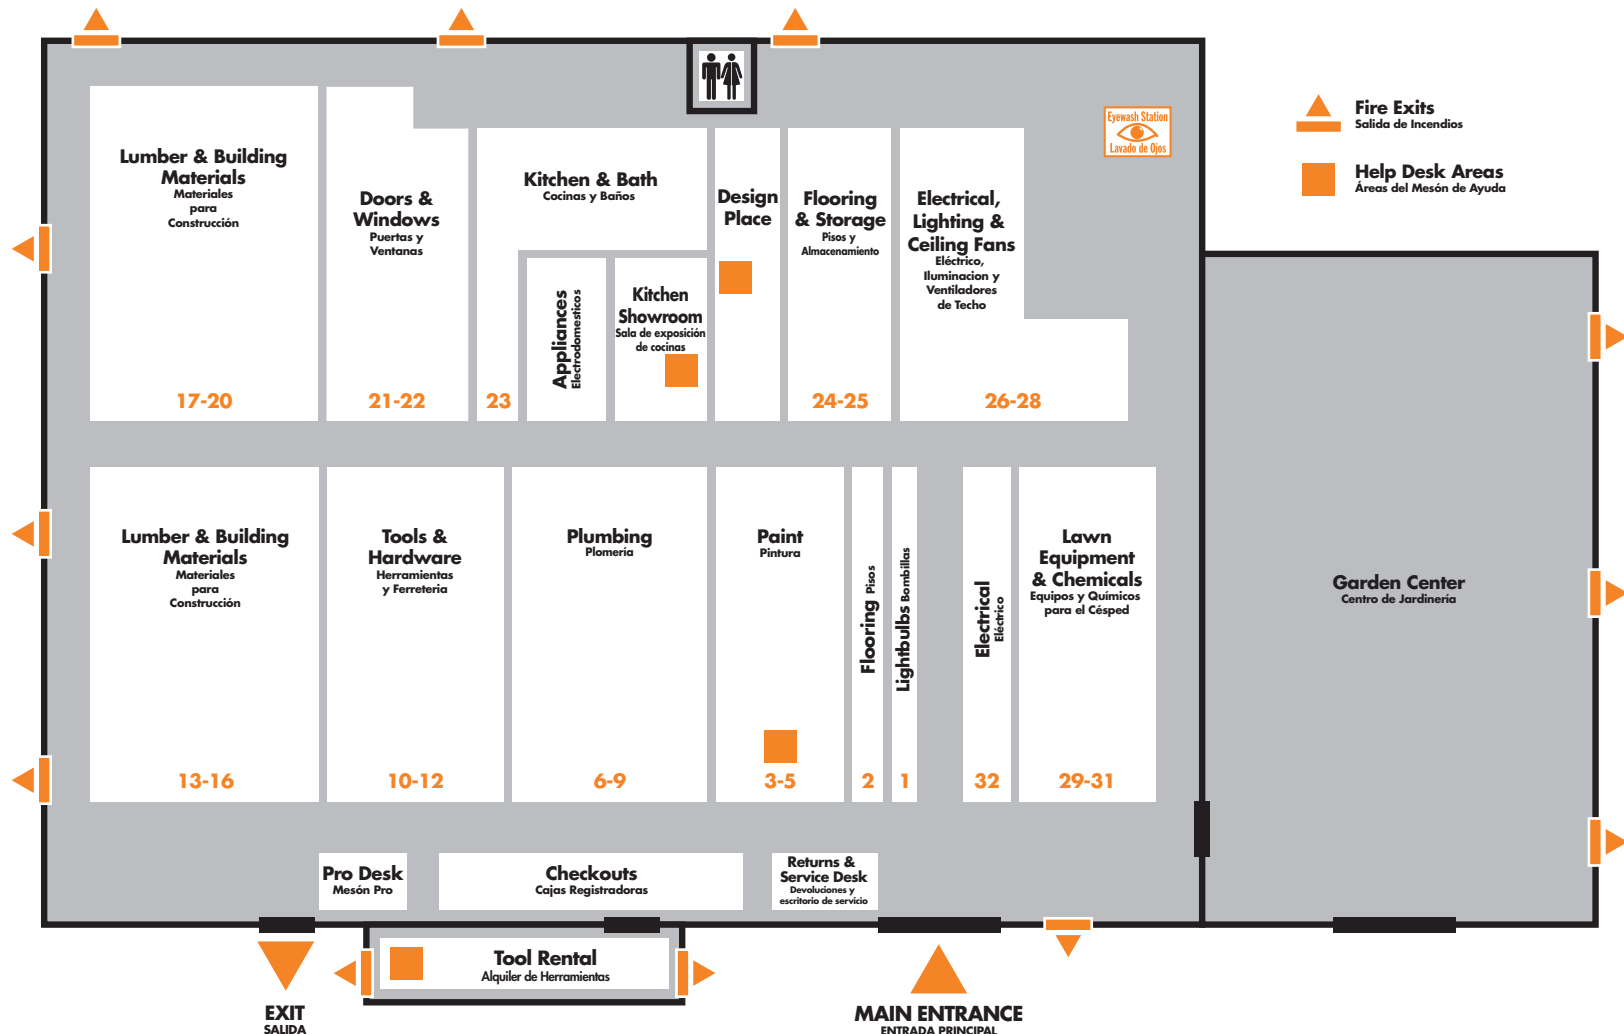 Eyewash Station
Lavado de Ojos
Fire Exits
Salida de Incendios
Help Desk Areas
Áreas del Mesón de Ayuda
Lumber & Building
Materials
Materiales
para
Construcción
17-20
Doors &
Windows
Puertas y
Ventanas
21-22
Kitchen & Bath
Cocinas y Baños
23
Appliances
Electrodomesticos
Kitchen
Showroom
Sala de exposición
de cocinas
Design
Place
Flooring
& Storage
Pisos y
Almacenamiento
24-25
Electrical,
Lighting &
Ceiling Fans
Eléctrico,
Iluminacion y
Ventiladores
de Techo
26-28
Lumber & Building
Materials
Materiales
para
Construcción
13-16
Tools &
Hardware
Herramientas
y Ferreteria
10-12
Plumbing
Plomería
6-9
Paint
Pintura
3-5
Flooring Pisos
2
Lightbulbs Bombillas
1
Electrical
Eléctrico
32
Lawn
Equipment
& Chemicals
Equipos y Químicos
para el Césped
29-31
Garden Center
Centro de Jardinería
Pro Desk
Mesón Pro
Checkouts
Cajas Registradoras
Returns &
Service Desk
Devoluciones y
escritorio de servicio
Tool Rental
Alquiler de Herramientas
EXIT
SALIDA
MAIN ENTRANCE
ENTRADA PRINCIPAL